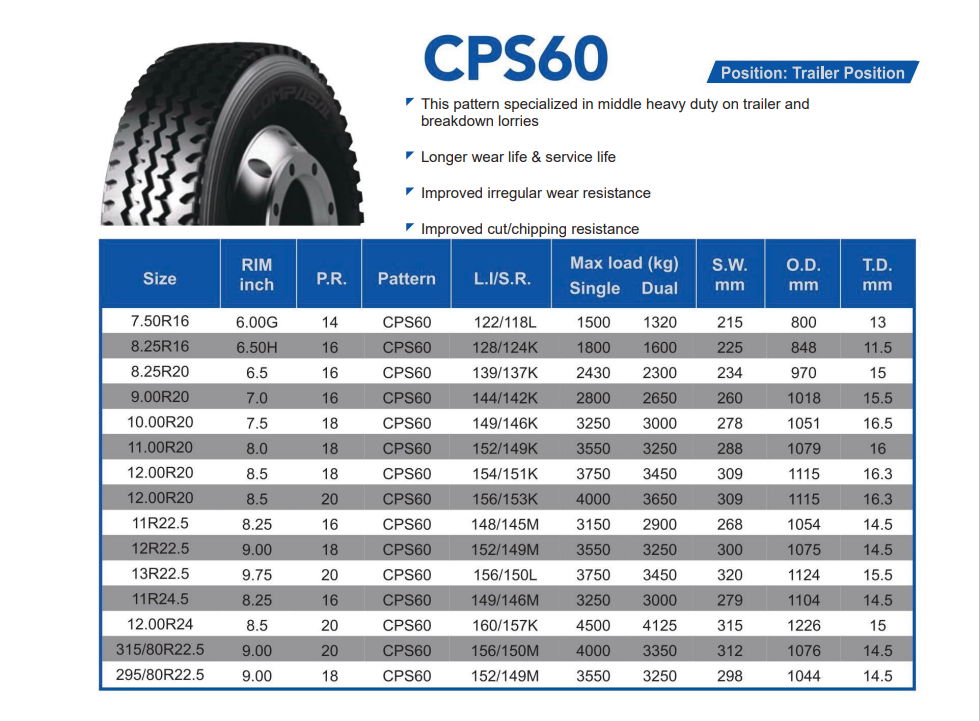 COMPASAL
CPS60
Position: Trailer Position
This pattern specialized in middle heavy duty on trailer and
breakdown lorries
Longer wear life & service life
Improved irregular wear resistance
Improved cut/chipping resistance
Size RIM inch P.R. Pattern L.I/S.R. Max load (kg) Single Dual S.W. mm O.D. mm T.D. mm
7.50R16 6.00G 14 CPS60 122/118L 1500 1320 215 800 13
8.25R16 6.50H 16 CPS60 128/124K 1800 1600 225 848 11.5
8.25R20 6.5 16 CPS60 139/137K 2430 2300 234 970 15
9.00R20 7.0 16 CPS60 144/142K 2800 2650 260 1018 15.5
10.00R20 7.5 18 CPS60 149/146K 3250 3000 278 1051 16.5
11.00R20 8.0 18 CPS60 152/149K 3550 3250 288 1079 16
12.00R20 8.5 18 CPS60 154/151K 3750 3450 309 1115 16.3
12.00R20 8.5 20 CPS60 156/153K 4000 3650 309 1115 16.3
11R22.5 8.25 16 CPS60 148/145M 3150 2900 268 1054 14.5
12R22.5 9.00 18 CPS60 152/149M 3550 3250 300 1075 14.5
13R22.5 9.75 20 CPS60 156/150L 3750 3450 320 1124 15.5
11R24.5 8.25 16 CPS60 149/146M 3250 3000 279 1104 14.5
12.00R24 8.5 20 CPS60 160/157K 4500 4125 315 1226 15
315/80R22.5 9.00 20 CPS60 156/150M 4000 3350 312 1076 14.5
295/80R22.5 9.00 18 CPS60 152/149M 3550 3250 298 1044 14.5